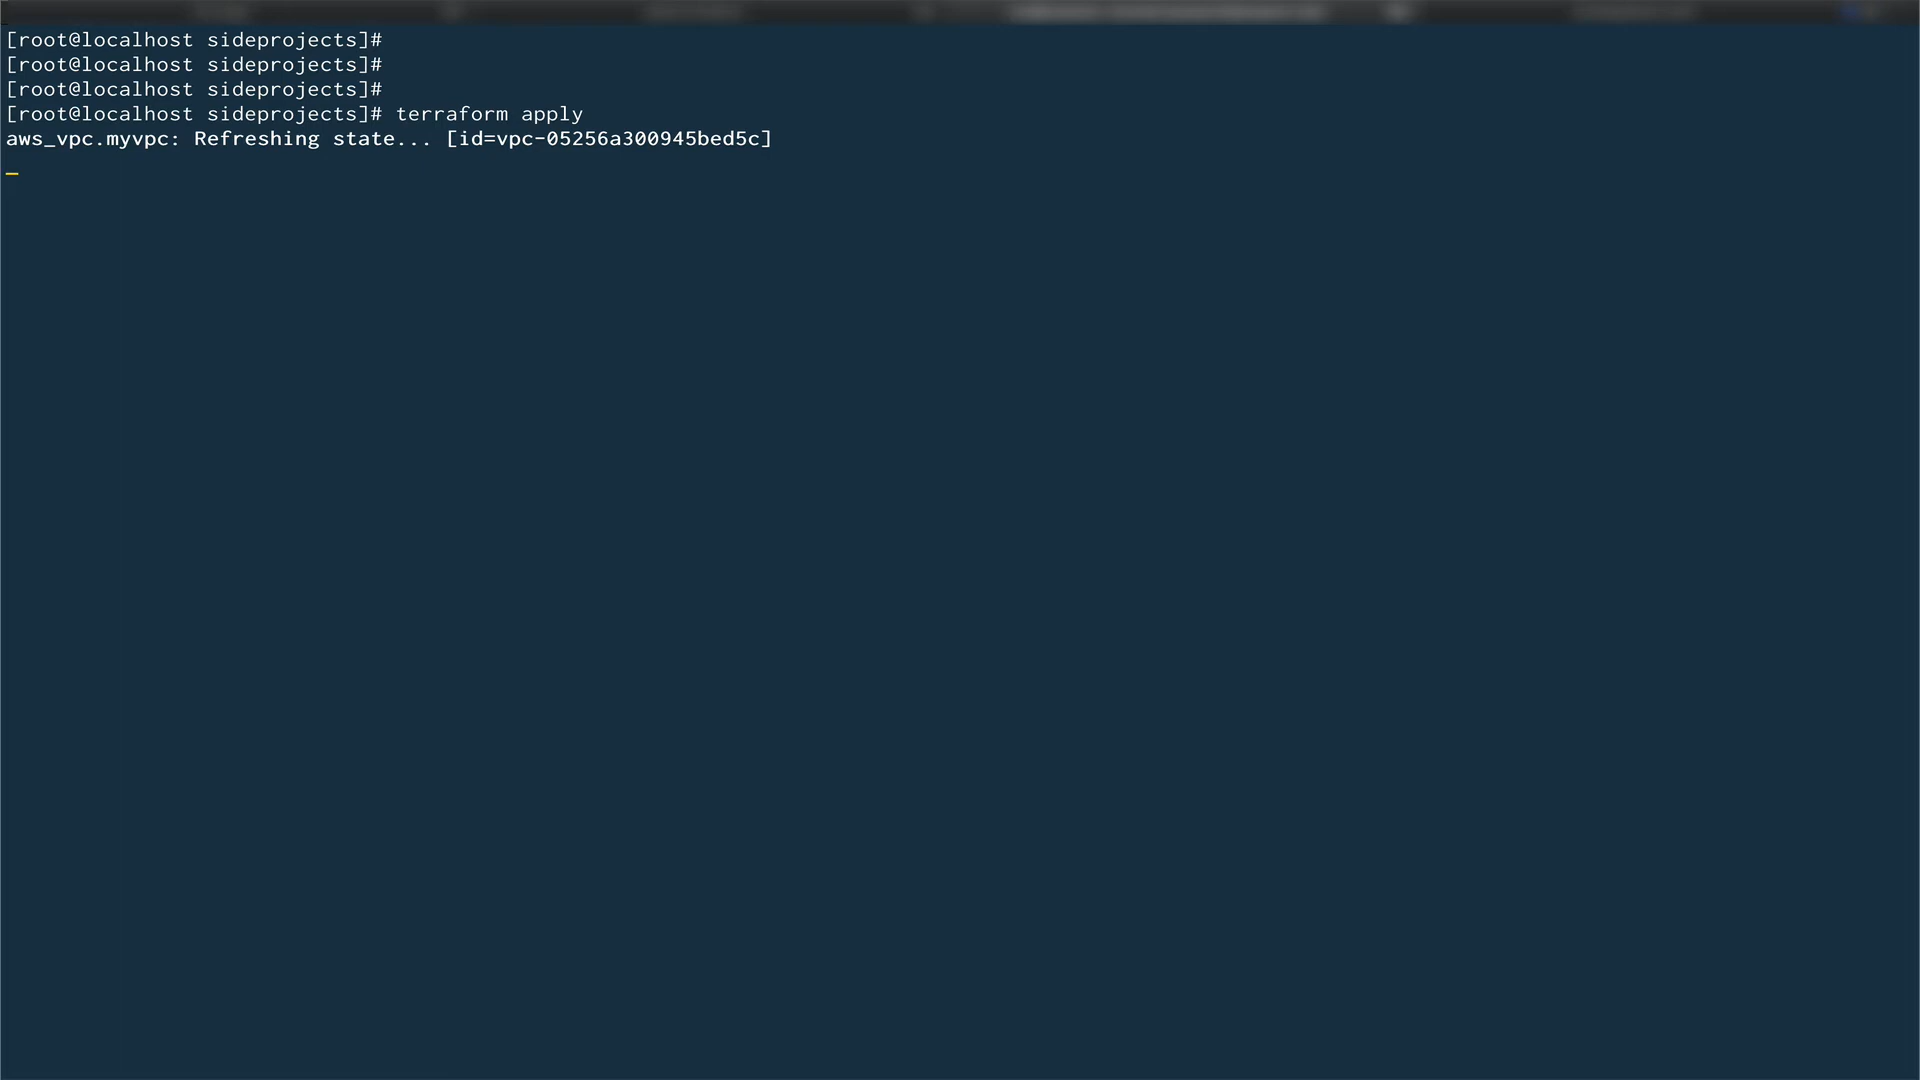 [root@localhost sideprojects]#
[root@localhost sideprojects]#
[root@localhost sideprojects]#
[root@localhost sideprojects]# terraform apply
aws_vpc.myvpc: Refreshing state... [id=vpc-05256a300945bed5c]